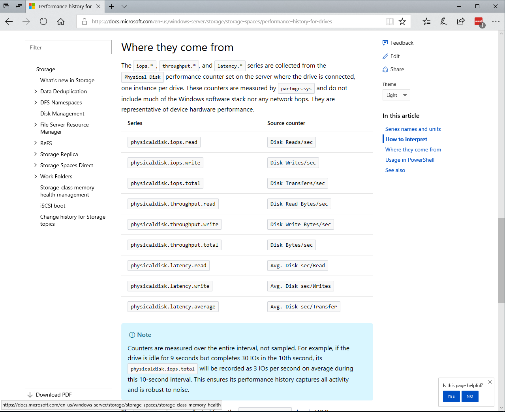 Performance history for
https://docs.microsoft.com/en-us/windows-server/storage/storage-spaces/performance-history-for-drives
Filter
Storage
What's new in Storage
Data Deduplication
DFS Namespaces
Disk Management
File Server Resource
Manager
ReFS
Storage Replica
Storage Spaces Direct
Work Folders
Storage-class memory
health management
iSCSI boot
Change history for Storage
topics
Download PDF
Where they come from
The iops.*, throughput.*, and latency.* series are collected from the
Physical Disk performance counter set on the server where the drive is connected,
one instance per drive. These counters are measured by partmgr.sys and do not
include much of the Windows software stack nor any network hops. They are
representative of device hardware performance.
Series Source counter
physicaldisk.iops.read Disk Reads/sec
physicaldisk.iops.write Disk Writes/sec
physicaldisk.iops.total Disk Transfers/sec
physicaldisk.throughput.read Disk Read Bytes/sec
physicaldisk.throughput.write Disk Write Bytes/sec
physicaldisk.throughput.total Disk Bytes/sec
physicaldisk.latency.read Avg. Disk sec/Read
physicaldisk.latency.write Avg. Disk sec/Writes
physicaldisk.latency.average Avg. Disk sec/Transfer
Note
Counters are measured over the entire interval, not sampled. For example, if the
drive is idle for 9 seconds but completes 30 IOs in the 10th second, its
physicaldisk.iops.total will be recorded as 3 IOs per second on average during
this 10-second interval. This ensures its performance history captures all activity
and is robust to noise.
Feedback
Edit
Share
Theme
Light
In this article
Series names and units
How to interpret
Where they come from
Usage in PowerShell
See also
Is this page helpful?
YES NO
https://docs.microsoft.com/en-us/windows-server/storage/storage-spaces/storage-class-memory-health